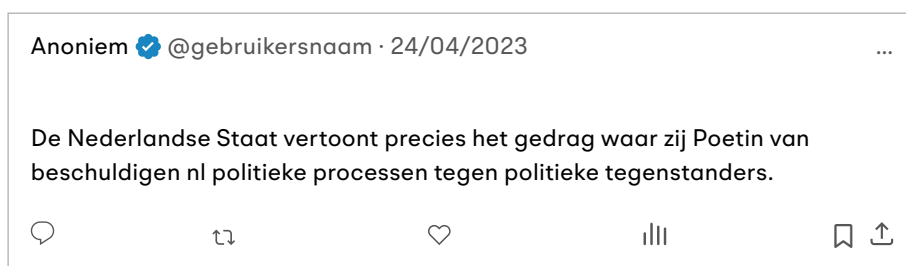 Anoniem @gebruikersnaam · 24/04/2023 ...
De Nederlandse Staat vertoont precies het gedrag waar zij Poetin van
beschuldigen nl politieke processen tegen politieke tegenstanders.